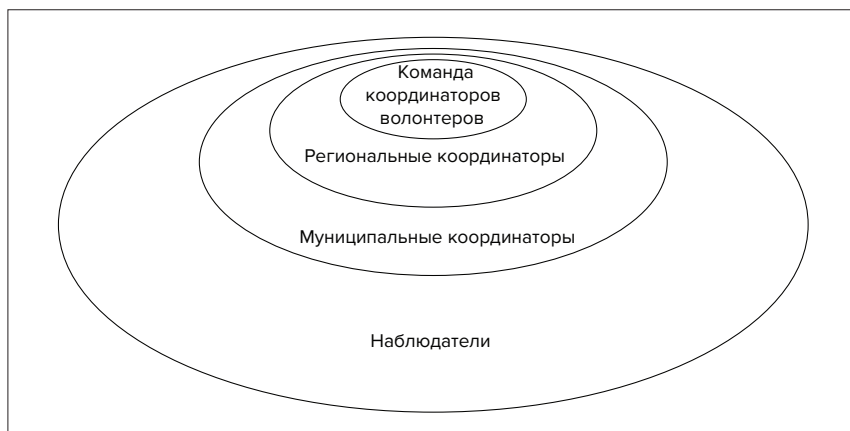 Команда
координаторов
волонтеров
Региональные координаторы
Муниципальные координаторы
Наблюдатели